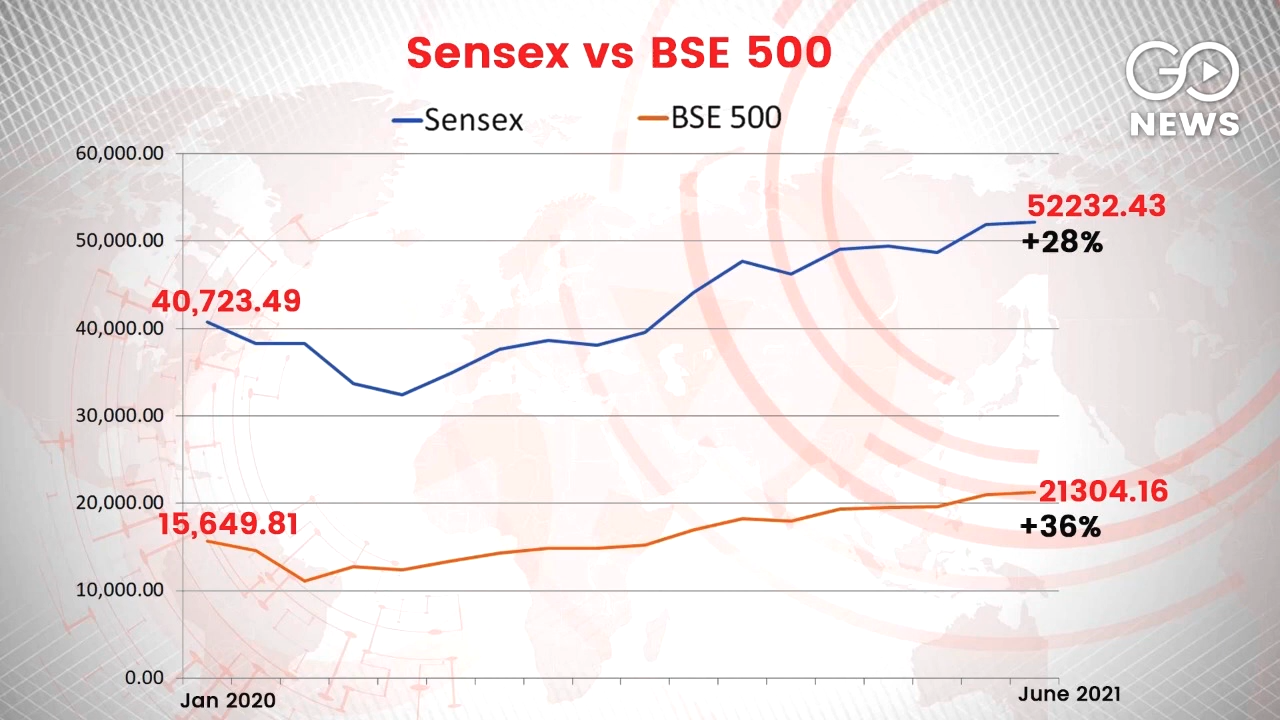 Sensex vs BSE 500
GO
NEWS
Sensex
BSE 500
60,000.00
50,000.00
40,000.00
30,000.00
20,000.00
10,000.00
0.00
40,723.49
52232.43
+28%
15,649.81
21304.16
+36%
Jan 2020
June 2021